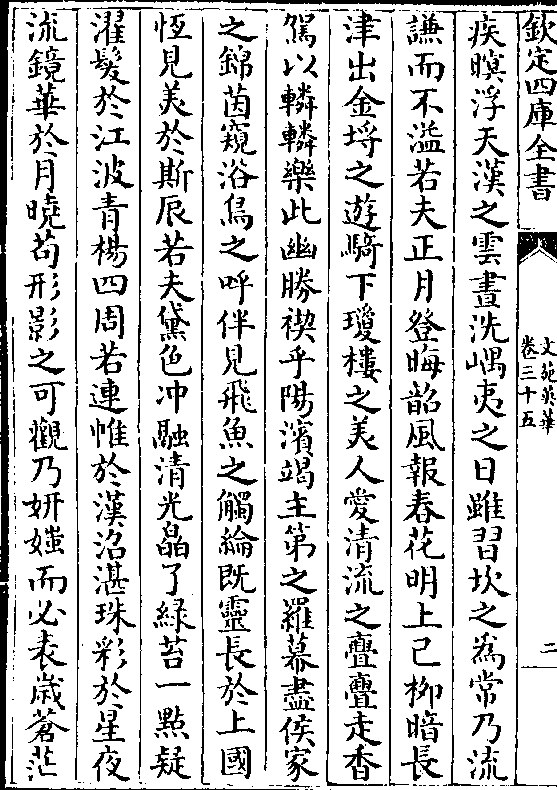 欽定四庫全書
文苑英華
卷三十五
二
疾暝浮天漢之雲晝洗嵎夷之日雖習坎之為常乃流
謙而不溢若夫正月登晦韶風報春花明上巳栁暗長
津出金埒之遊騎下瓊樓之美人愛清流之亹亹走香
駕以轔轔樂此幽勝禊乎陽濱竭主第之羅幕盡侯家
之錦茵窺浴鳥之呼伴見飛魚之觸綸既靈長於上國
恆見美於斯辰若夫黛色冲融清光晶了緑苔一點疑
濯髮於江波青楊四周若連帷於漢沼湛珠彩於星夜
流鏡華於月曉苟形影之可觀乃妍媸而必表歲蒼茫